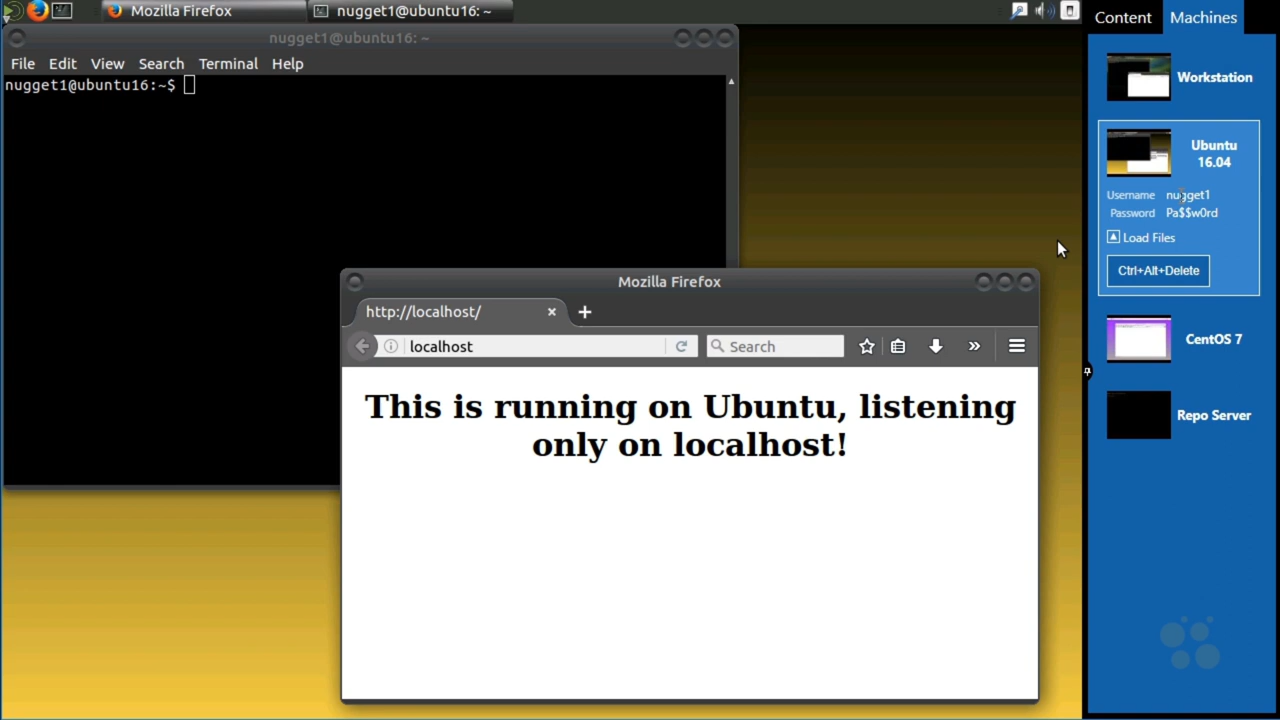 Mozilla Firefox
nugget1@ubuntu16: ~
nugget1@ubuntu16: ~
File Edit View Search Terminal Help
nugget1@ubuntu16:~$
Mozilla Firefox
http://localhost/ × +
localhost
Search
This is running on Ubuntu, listening
only on localhost!
Content Machines
Workstation
Ubuntu
16.04
Username nugget1
Password Pa$$w0rd
Load Files
Ctrl+Alt+Delete
CentOS 7
Repo Server